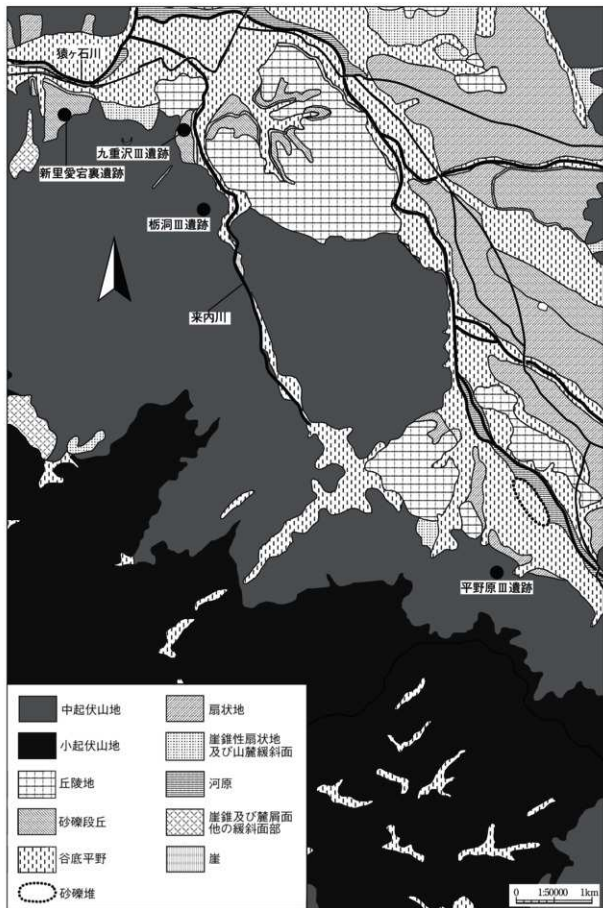 猿ヶ石川
九重沢Ⅲ遺跡
新里愛宕裏遺跡
栃洞Ⅲ遺跡
来内川
平野原Ⅲ遺跡
中起伏山地
小起伏山地
丘陵地
砂礫段丘
谷底平野
砂礫堆
扇状地
崖錐性扇状地
及び山麓緩斜面
河原
崖錐及び麓屑面
他の緩斜面部
崖
0 1:50000 1km